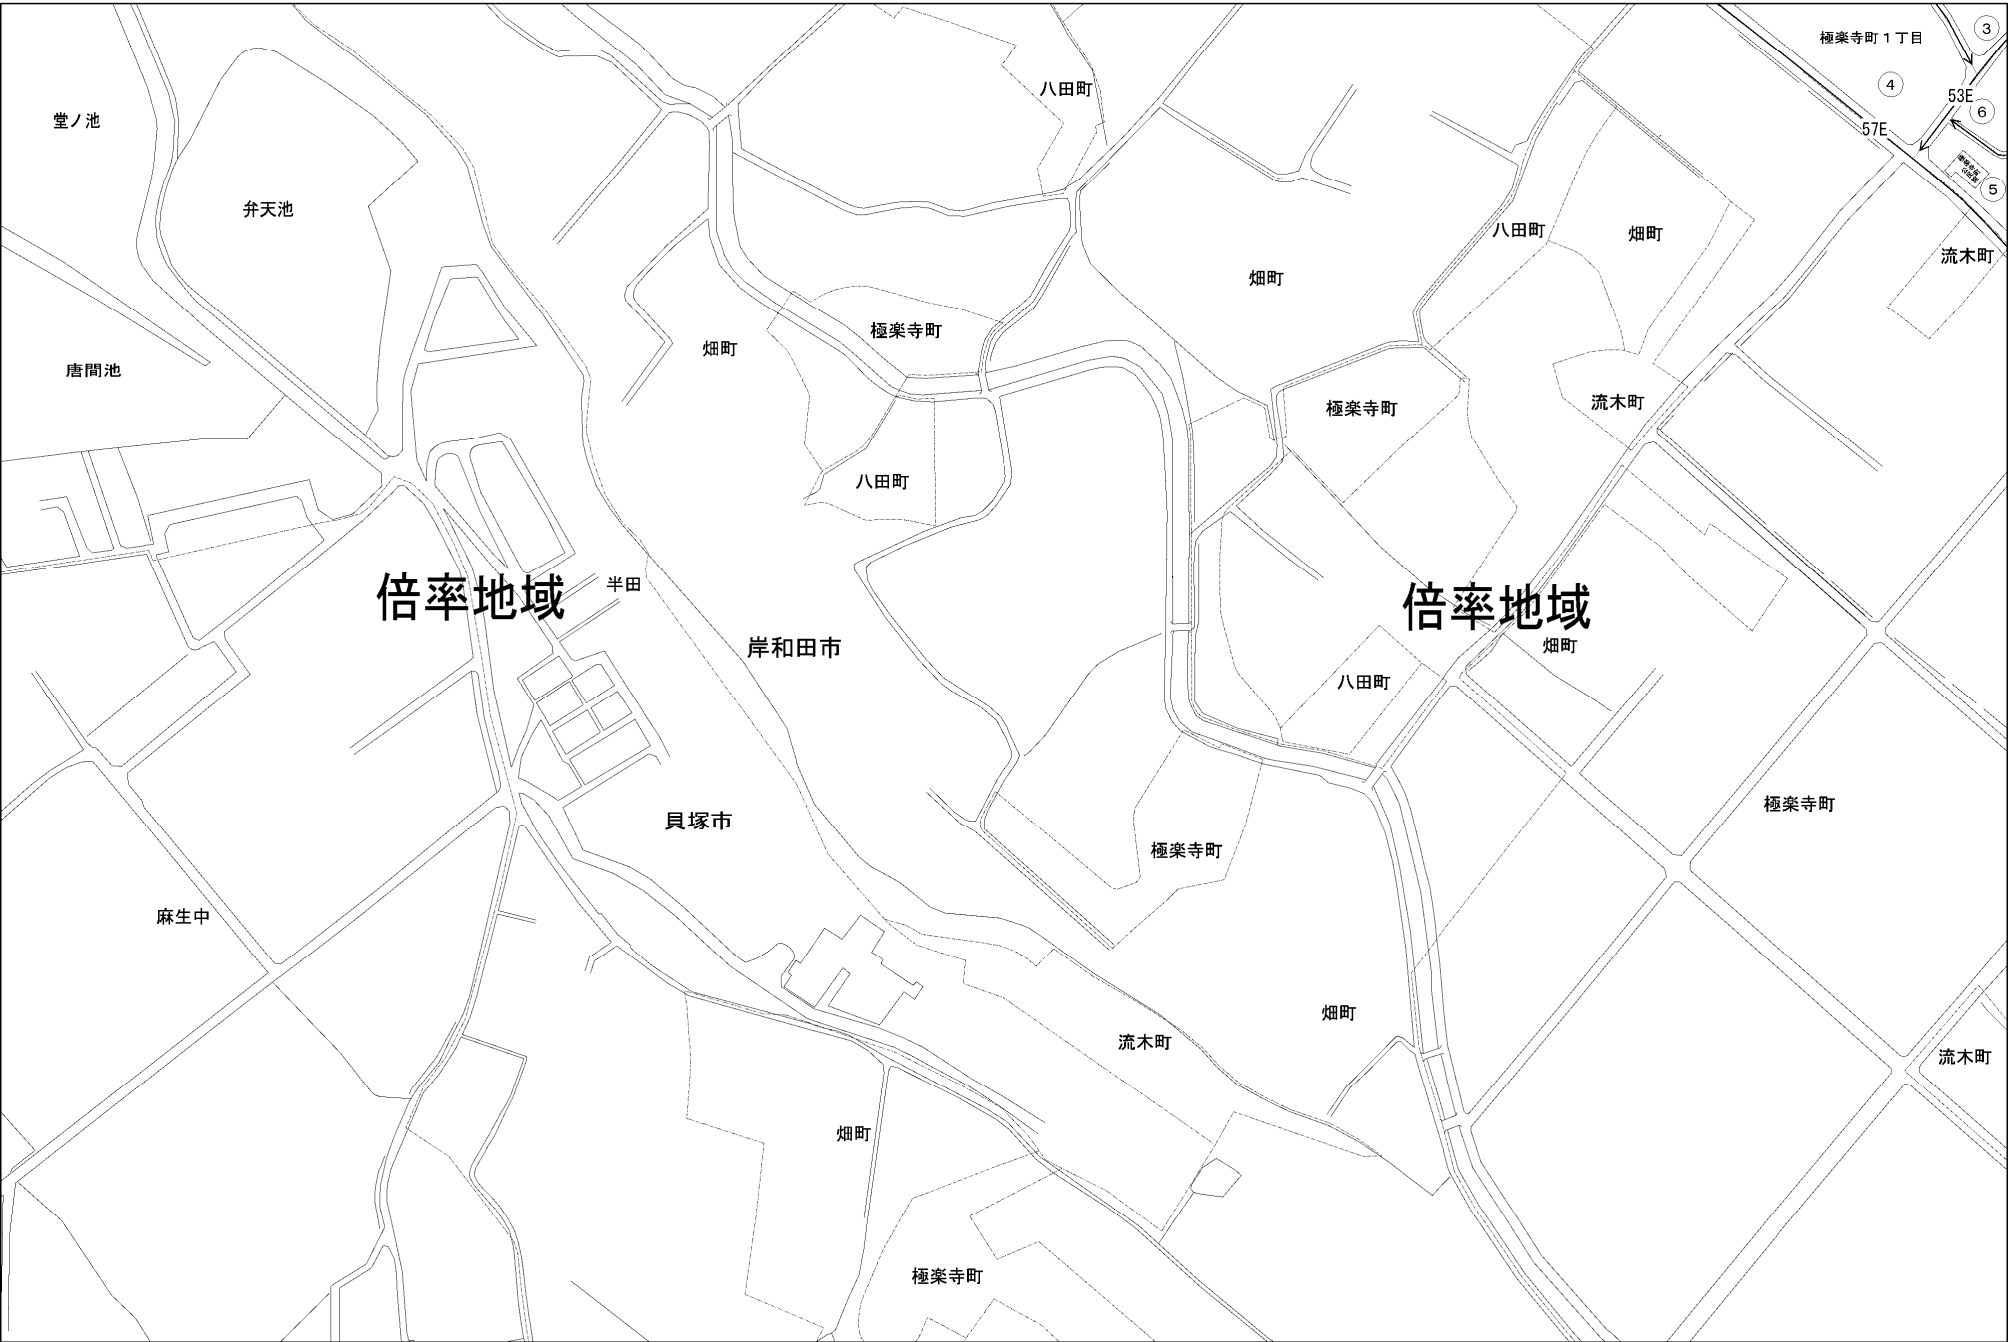 極楽寺町1丁目
③
④
53E
⑥
57E
⑤
八田町
堂ノ池
弁天池
八田町
畑町
流木町
畑町
極楽寺町
畑町
唐間池
流木町
極楽寺町
八田町
倍率地域
半田
倍率地域
岸和田市
畑町
八田町
極楽寺町
貝塚市
極楽寺町
麻生中
畑町
流木町
流木町
畑町
極楽寺町